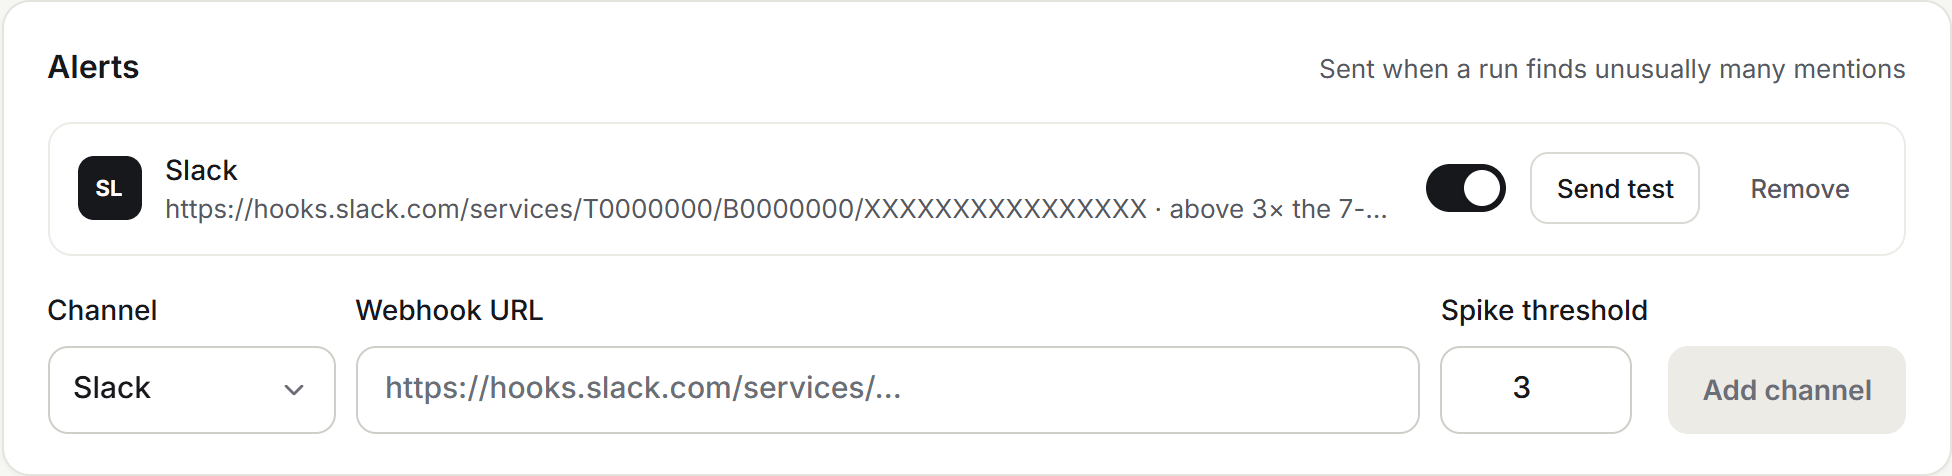 Alerts
Sent when a run finds unusually many mentions
SL
Slack
https://hooks.slack.com/services/T0000000/B0000000/XXXXXXXXXXXXXXXX · above 3× the 7-...
Send test
Remove
Channel
Webhook URL
Spike threshold
Slack
https://hooks.slack.com/services/...
3
Add channel